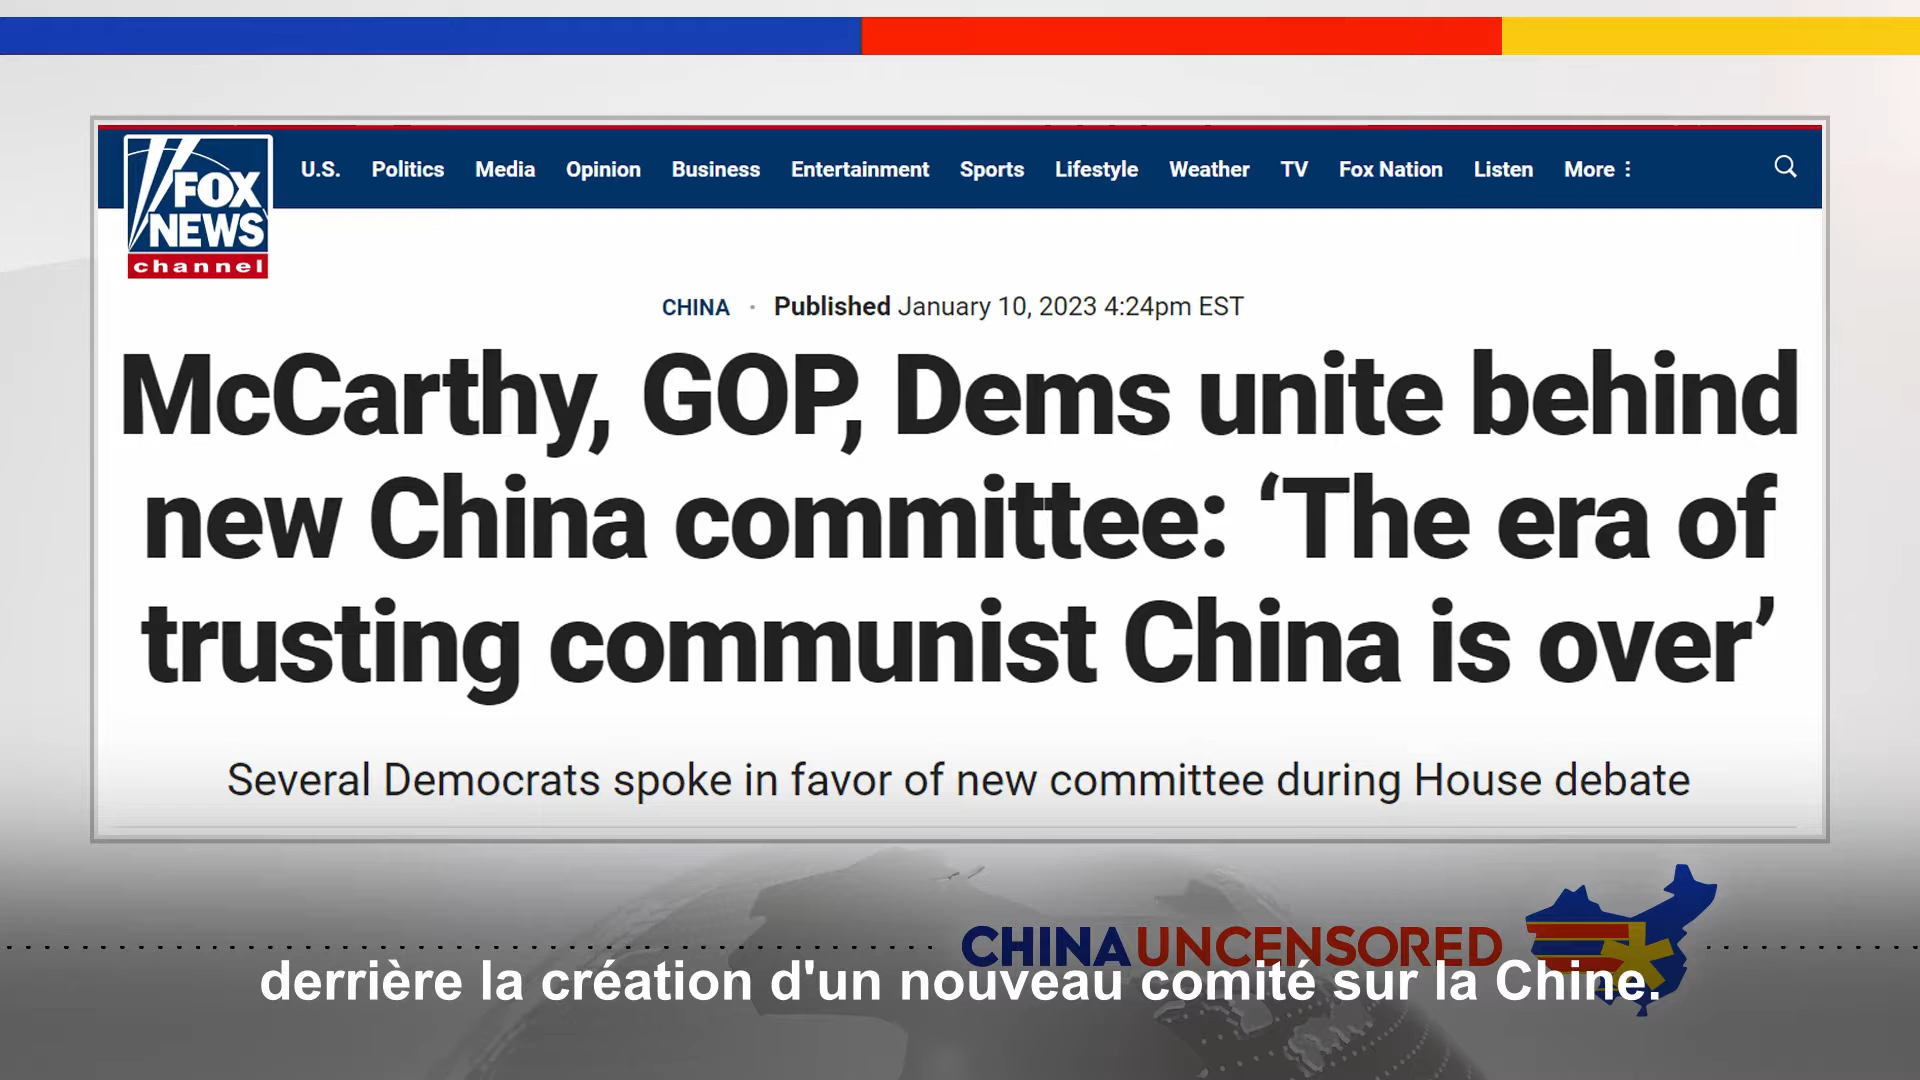 U.S. Politics Media Opinion Business Entertainment Sports Lifestyle Weather TV Fox Nation Listen More
FOX
NEWS
channel
CHINA · Published January 10, 2023 4:24pm EST
McCarthy, GOP, Dems unite behind
new China committee: ‘The era of
trusting communist China is over’
Several Democrats spoke in favor of new committee during House debate
CHINA UNCENSORED
derrière la création d'un nouveau comité sur la Chine.